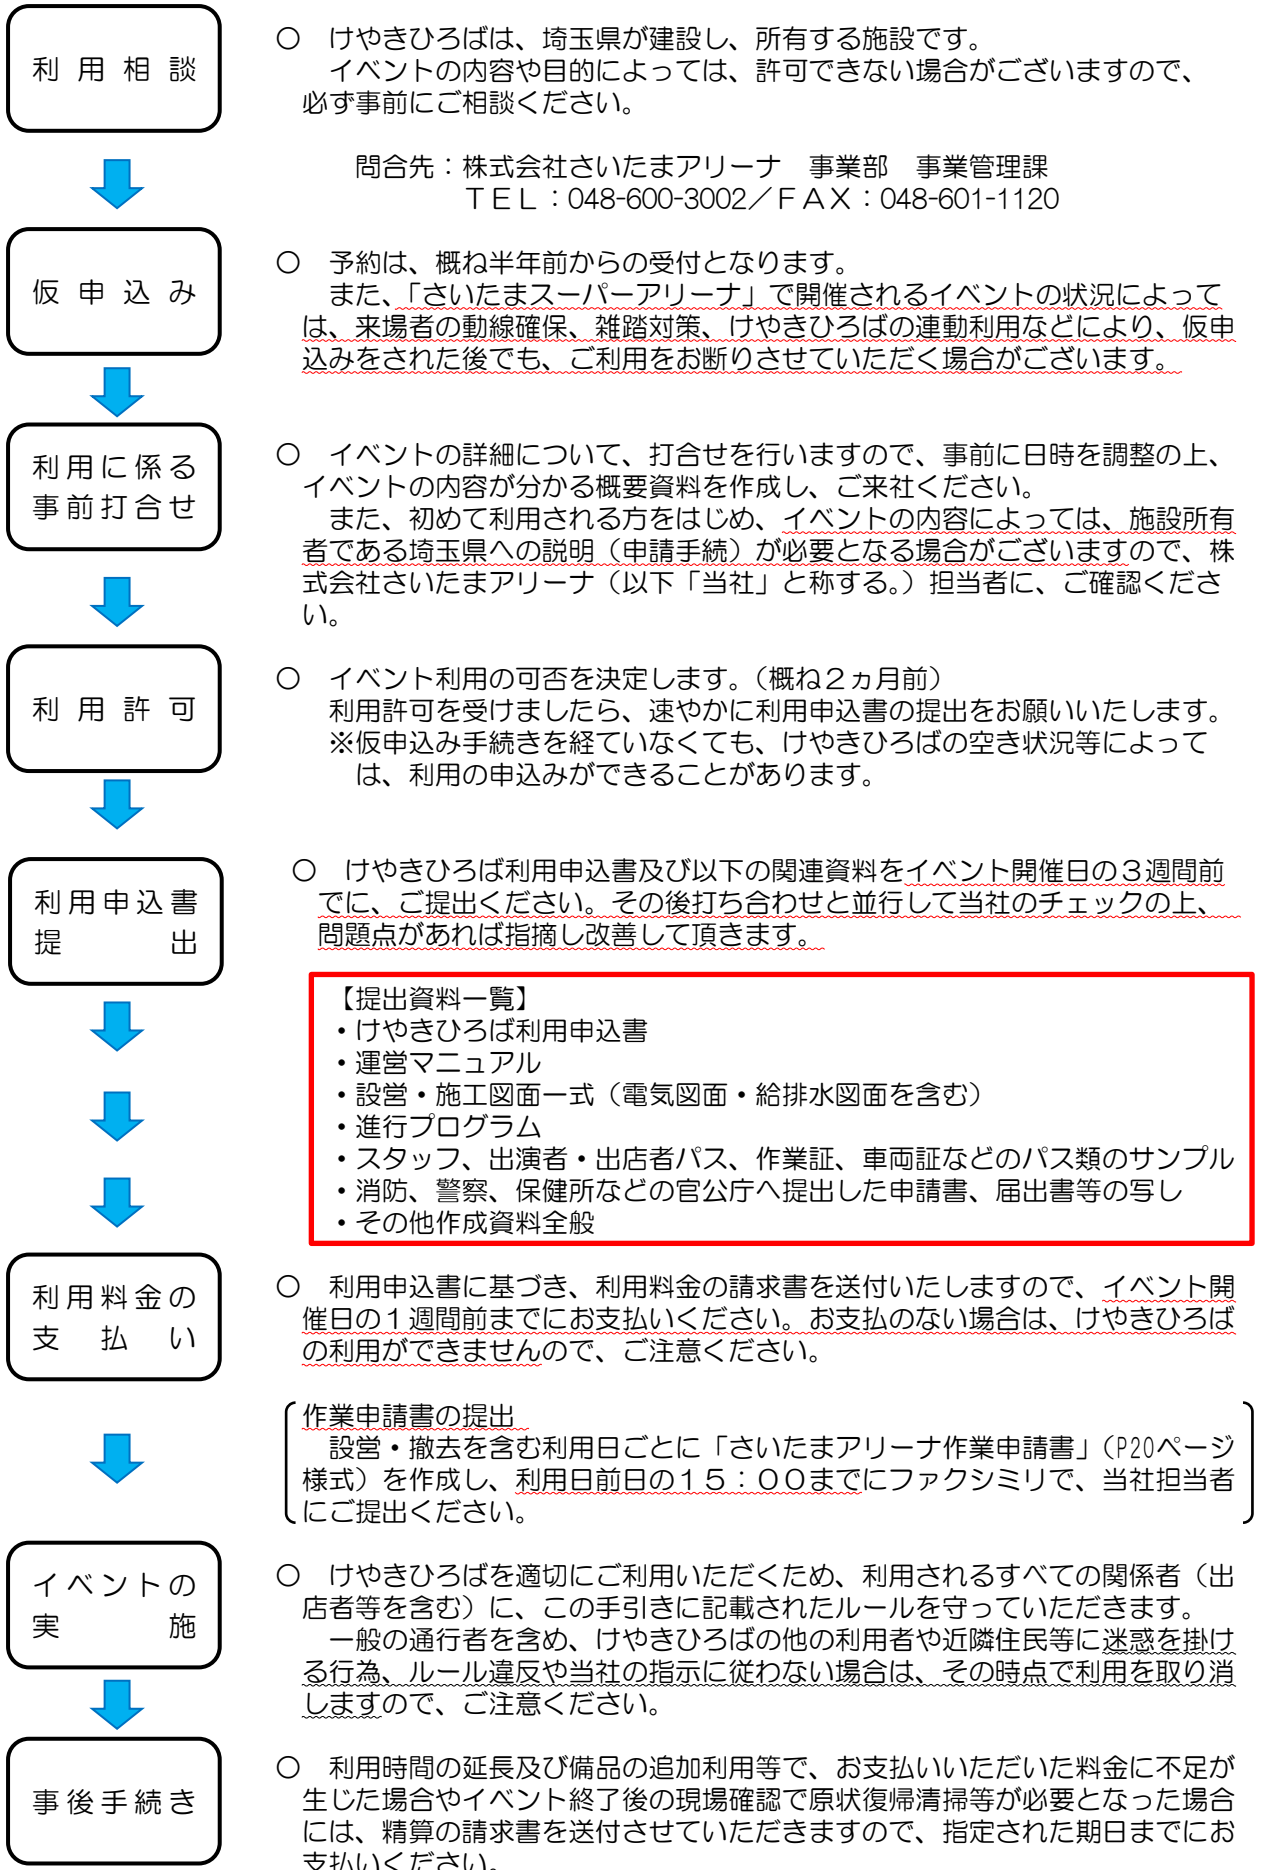 利用相談
〇　けやきひろばは、埼玉県が建設し、所有する施設です。
イベントの内容や目的によっては、許可できない場合がございますので、
必ず事前にご相談ください。
問合先：株式会社さいたまアリーナ　事業部　事業管理課
ＴＥＬ：048-600-3002／ＦＡＸ：048-601-1120
仮申込み
〇　予約は、概ね半年前からの受付となります。
また、「さいたまスーパーアリーナ」で開催されるイベントの状況によって
は、来場者の動線確保、雑踏対策、けやきひろばの連動利用などにより、仮申
込みをされた後でも、ご利用をお断りさせていただく場合がございます。
利用に係る
事前打合せ
〇　イベントの詳細について、打合せを行いますので、事前に日時を調整の上、
イベントの内容が分かる概要資料を作成し、ご来社ください。
また、初めて利用される方をはじめ、イベントの内容によっては、施設所有
者である埼玉県への説明（申請手続）が必要となる場合がございますので、株
式会社さいたまアリーナ（以下「当社」と称する。）担当者に、ご確認くださ
い。
利用許可
〇　イベント利用の可否を決定します。（概ね２ヵ月前）
利用許可を受けましたら、速やかに利用申込書の提出をお願いいたします。
※仮申込み手続きを経ていなくても、けやきひろばの空き状況等によって
は、利用の申込みができることがあります。
利用申込書
提出
〇　けやきひろば利用申込書及び以下の関連資料をイベント開催日の３週間前
でに、ご提出ください。その後打ち合わせと並行して当社のチェックの上、
問題点があれば指摘し改善して頂きます。
【提出資料一覧】
・けやきひろば利用申込書
・運営マニュアル
・設営・施工図面一式（電気図面・給排水図面を含む）
・進行プログラム
・スタッフ、出演者・出店者パス、作業証、車両証などのパス類のサンプル
・消防、警察、保健所などの官公庁へ提出した申請書、届出書等の写し
・その他作成資料全般
利用料金の
支払い
〇　利用申込書に基づき、利用料金の請求書を送付いたしますので、イベント開
催日の１週間前までにお支払いください。お支払のない場合は、けやきひろば
の利用ができませんので、ご注意ください。
作業申請書の提出
設営・撤去を含む利用日ごとに「さいたまアリーナ作業申請書」（P20ページ
様式）を作成し、利用日前日の１５：００までにファクシミリで、当社担当者
にご提出ください。
イベントの
実施
〇　けやきひろばを適切にご利用いただくため、利用されるすべての関係者（出
店者等を含む）に、この手引きに記載されたルールを守っていただきます。
一般の通行者を含め、けやきひろばの他の利用者や近隣住民等に迷惑を掛け
る行為、ルール違反や当社の指示に従わない場合は、その時点で利用を取り消
しますので、ご注意ください。
事後手続き
〇　利用時間の延長及び備品の追加利用等で、お支払いいただいた料金に不足が
生じた場合やイベント終了後の現場確認で原状復帰清掃等が必要となった場合
には、精算の請求書を送付させていただきますので、指定された期日までにお
支払いください。